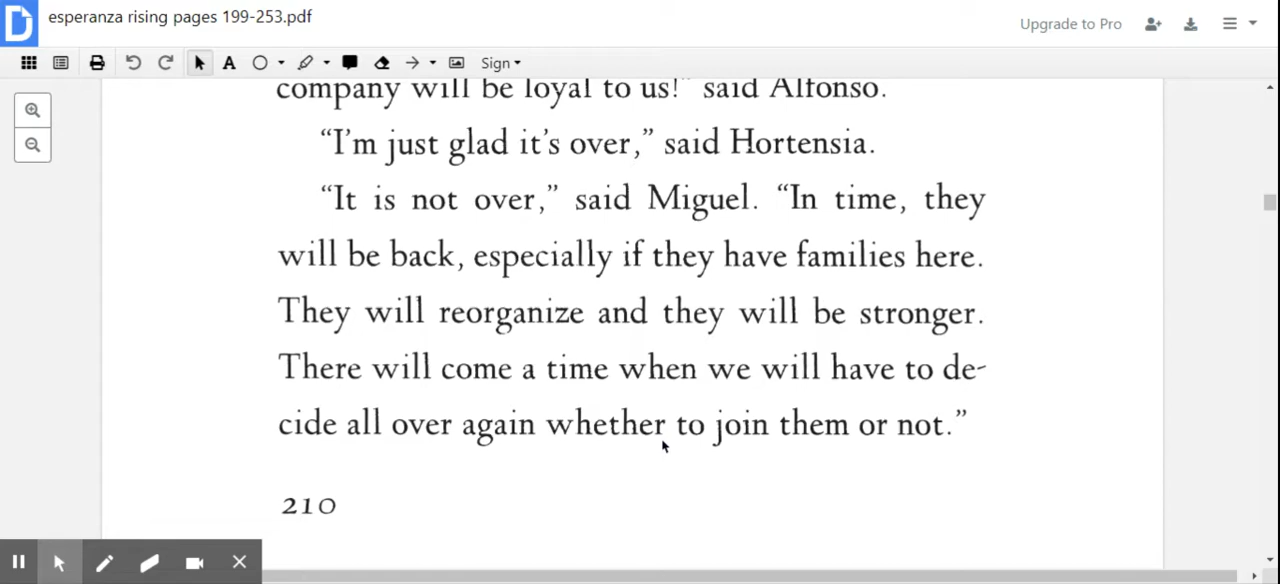 esperanza rising pages 199-253.pdf
Upgrade to Pro
A
Sign
company will be loyal to us!" said Alfonso.
“I’m just glad it’s over,” said Hortensia.
“It is not over,” said Miguel. “In time, they
will be back, especially if they have families here.
They will reorganize and they will be stronger.
There will come a time when we will have to de-
cide all over again whether to join them or not.”
210